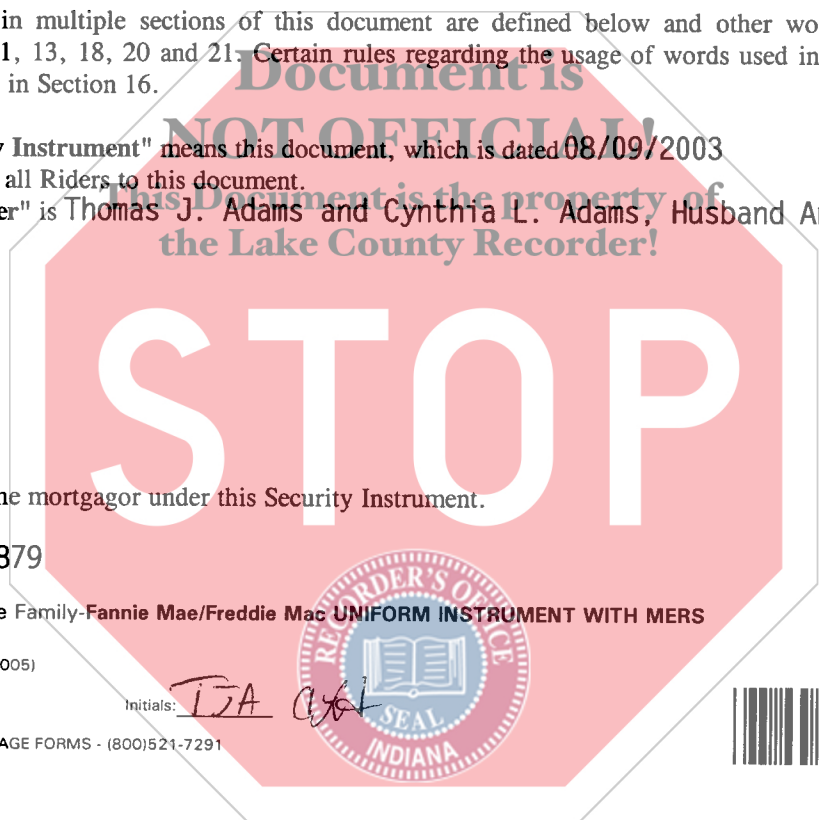 in multiple sections of this document are defined below and other wo
1, 13, 18, 20 and 21. Certain rules regarding the usage of words used in
in Section 16.
Document is
NOT OFFICIAL!
This Document is the property of
the Lake County Recorder!
y Instrument" means this document, which is dated 08/09/2003
all Riders to this document.
er" is Thomas J. Adams and Cynthia L. Adams, Husband A
STOP
he mortgagor under this Security Instrument.
879
e Family-Fannie Mae/Freddie Mac UNIFORM INSTRUMENT WITH MERS
005)
Initials: TJA
AGE FORMS - (800)521-7291
RECORDER'S OFFICE
SEAL
INDIANA